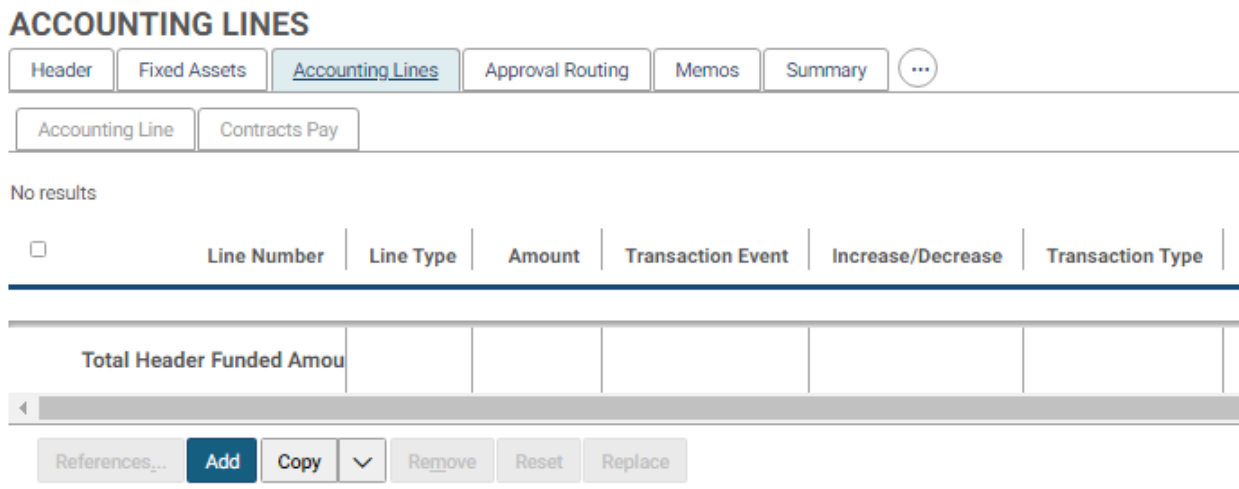 ACCOUNTING LINES
Header Fixed Assets Accounting Lines Approval Routing Memos Summary ...
Accounting Line Contracts Pay
No results
Line Number Line Type Amount Transaction Event Increase/Decrease Transaction Type
Total Header Funded Amou
References... Add Copy Remove Reset Replace